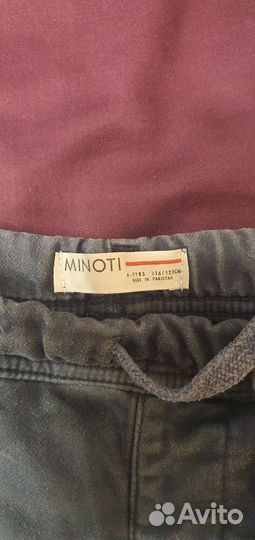 MINOTI
6-7YRS 116/122CM
MADE IN PAKISTAN
Avito